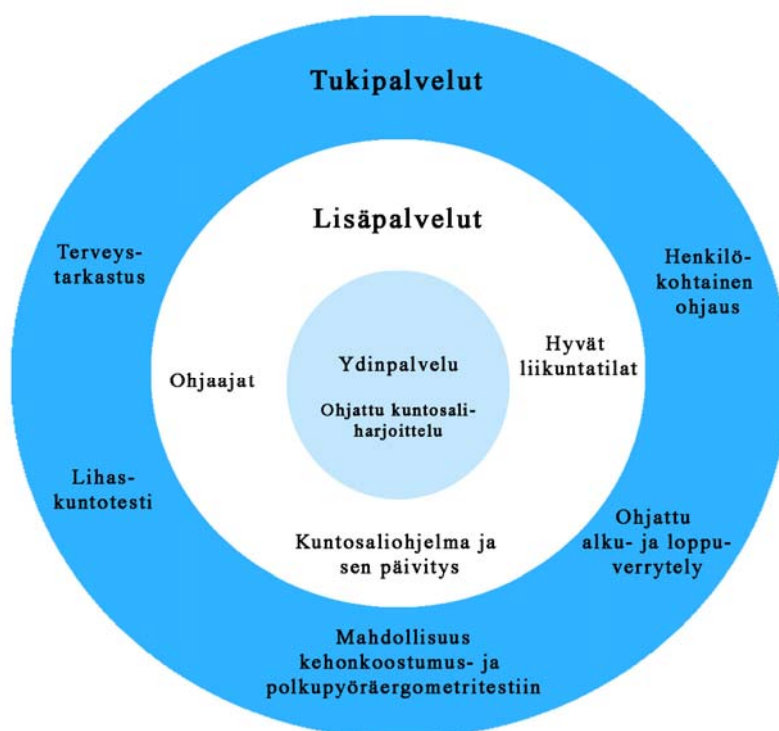 Tukipalvelut
Lisäpalvelut
Terveys-
tarkastus
Henkilö-
kohtainen
ohjaus
Ohjaajat
Ydinpalvelu
Ohjattu kuntosali-
harjoittelu
Hyvät
liikuntatilat
Lihas-
kuntotesti
Kuntosaliohjelma ja
sen päivitys
Ohjattu
alku- ja loppu-
verrytely
Mahdollisuus
kehonkoostumus- ja
polkupyöräergometritestiin